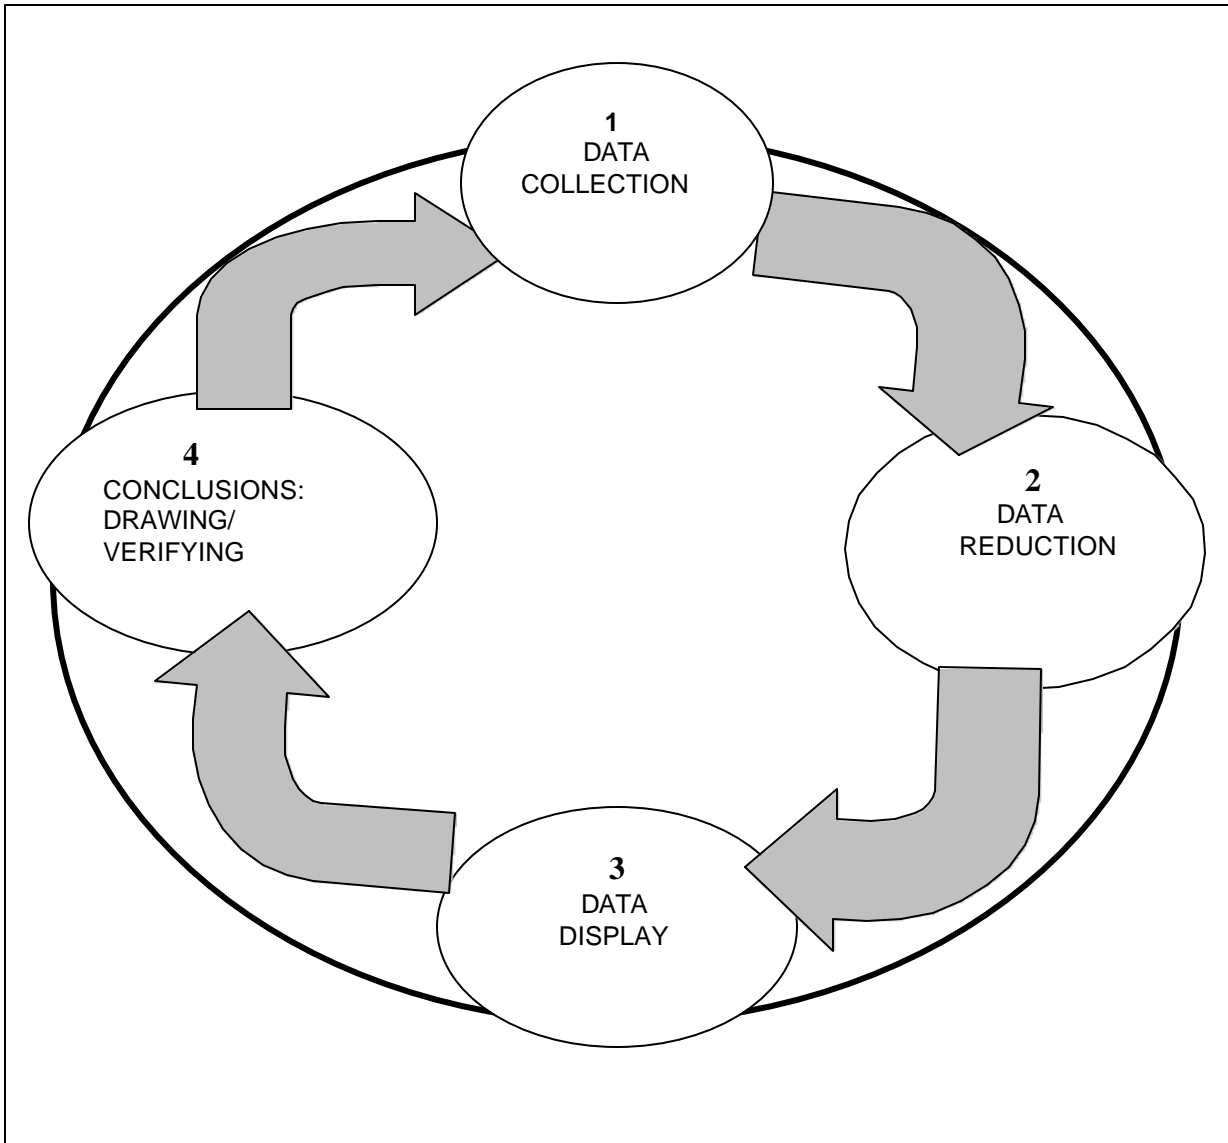 1
DATA
COLLECTION
2
DATA
REDUCTION
3
DATA
DISPLAY
4
CONCLUSIONS:
DRAWING/
VERIFYING